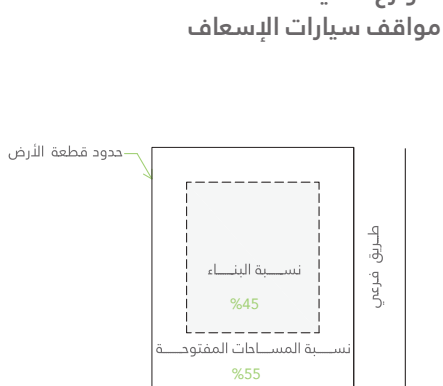 مواقف سيارات الإسعاف
حدود قطعة الأرض
طريق فرعي
نسبة البناء
%45
نسبة المساحات المفتوحة
%55